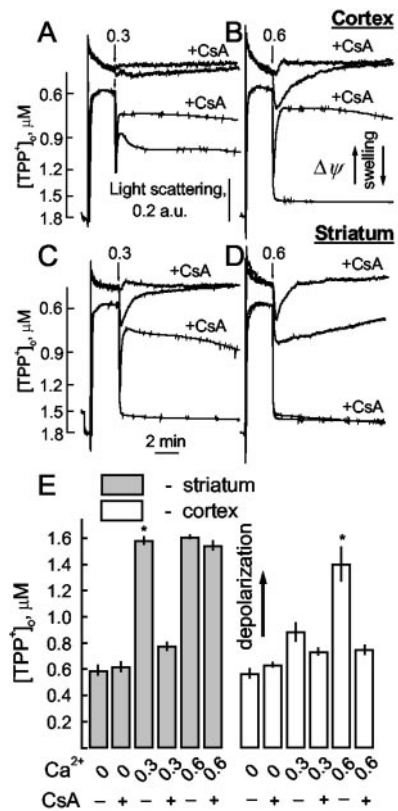 A 0.3 B 0.6 Cortex
+CsA +CsA
+CsA +CsA
[TPP⁺]ₒ, μM
0.6
0.9
1.2
1.5
1.8
Light scattering,
0.2 a.u.
Δψ
swelling
Striatum
C 0.3 D 0.6
+CsA +CsA
+CsA
+CsA
[TPP⁺]ₒ, μM
0.6
0.9
1.2
1.5
1.8
2 min
E
- striatum
- cortex
[TPP⁺]ₒ, μM
1.6
1.4
1.2
1.0
0.8
0.6
0.4
0.2
*
depolarization
*
Ca²⁺ 0 0 0.3 0.3 0.6 0.6 0 0 0.3 0.3 0.6 0.6
CsA − + − + − + − + − + − +